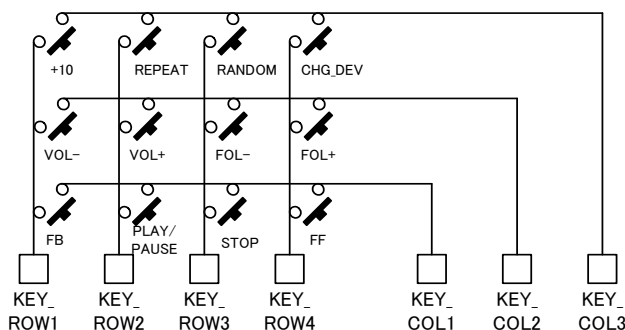 +10 REPEAT RANDOM CHG_DEV
VOL- VOL+ FOL- FOL+
FB PLAY/ PAUSE STOP FF
KEY_ KEY_ KEY_ KEY_ KEY_ KEY_ KEY_
ROW1 ROW2 ROW3 ROW4 COL1 COL2 COL3